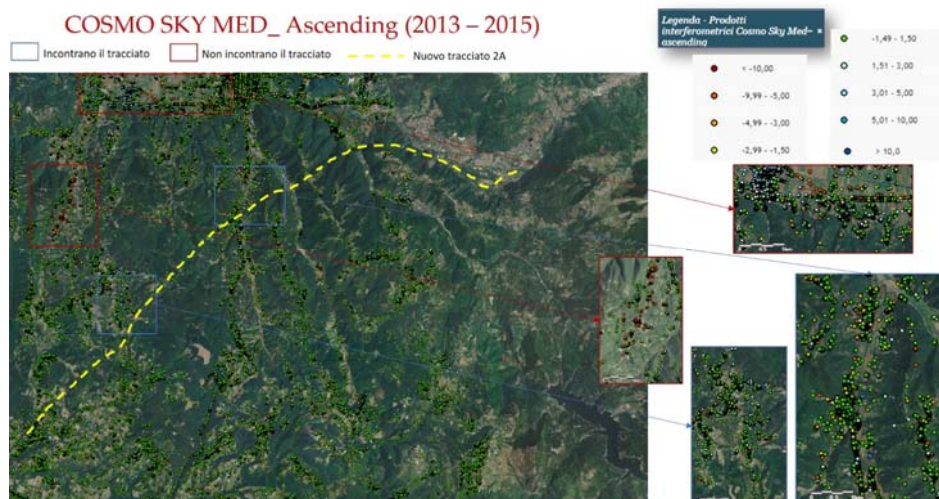 COSMO SKY MED_ Ascending (2013 – 2015)
Incontrano il tracciato
Non incontrano il tracciato
Nuovo tracciato 2A
Legenda - Prodotti
interferometrici Cosmo Sky Med-
ascending
< -10,00
-9,99 - -5,00
-4,99 - -3,00
-2,99 - -1,50
-1,49 - 1,50
1,51 - 3,00
3,01 - 5,00
5,01 - 10,00
> 10,0